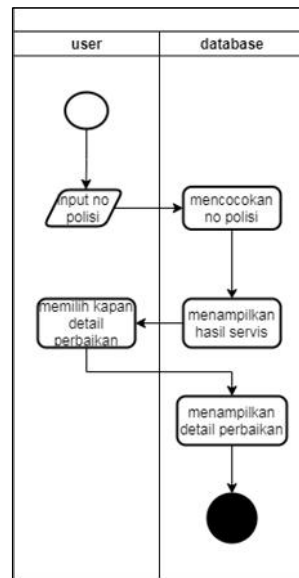 user
database
input no
polisi
mencocokan
no polisi
menampilkan
hasil servis
memilih kapan
detail
perbaikan
menampilkan
detail perbaikan